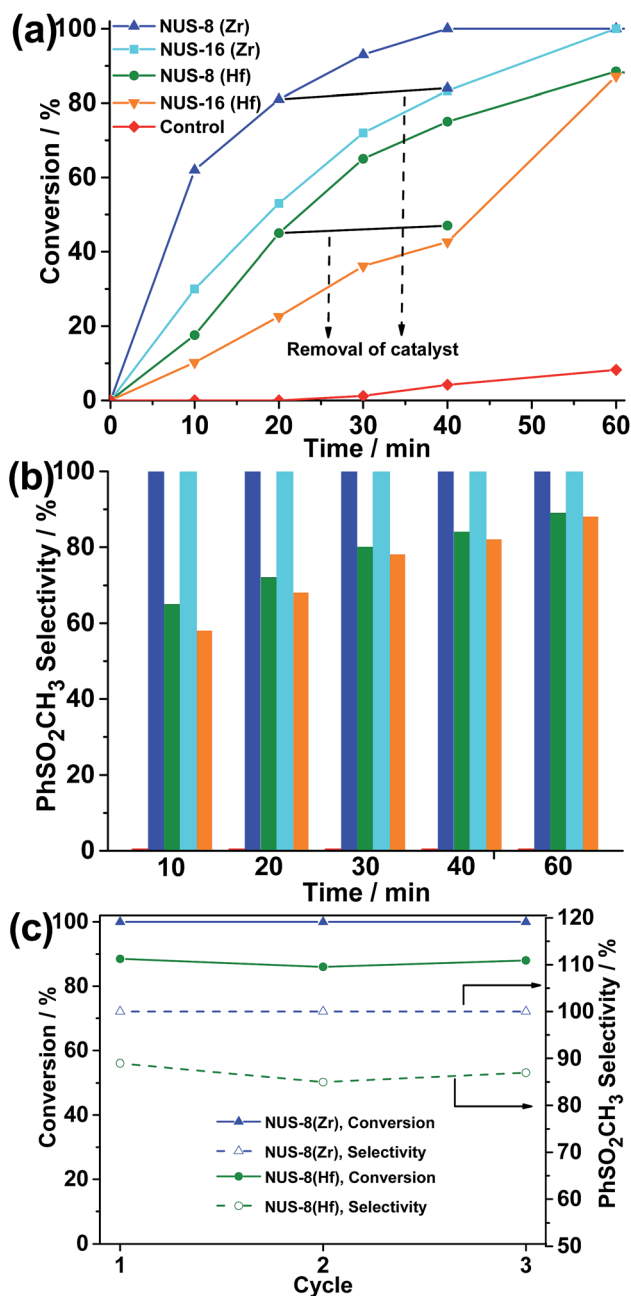 (a)
100
80
60
40
20
0
Conversion / %
NUS-8 (Zr)
NUS-16 (Zr)
NUS-8 (Hf)
NUS-16 (Hf)
Control
Removal of catalyst
0 10 20 30 40 50 60
Time / min
(b)
100
80
60
40
20
0
PhSO2CH3 Selectivity / %
10 20 30 40 60
Time / min
(c)
100
80
60
40
20
0
Conversion / %
120
110
100
90
80
70
60
50
PhSO2CH3 Selectivity / %
NUS-8(Zr), Conversion
NUS-8(Zr), Selectivity
NUS-8(Hf), Conversion
NUS-8(Hf), Selectivity
1 2 3
Cycle